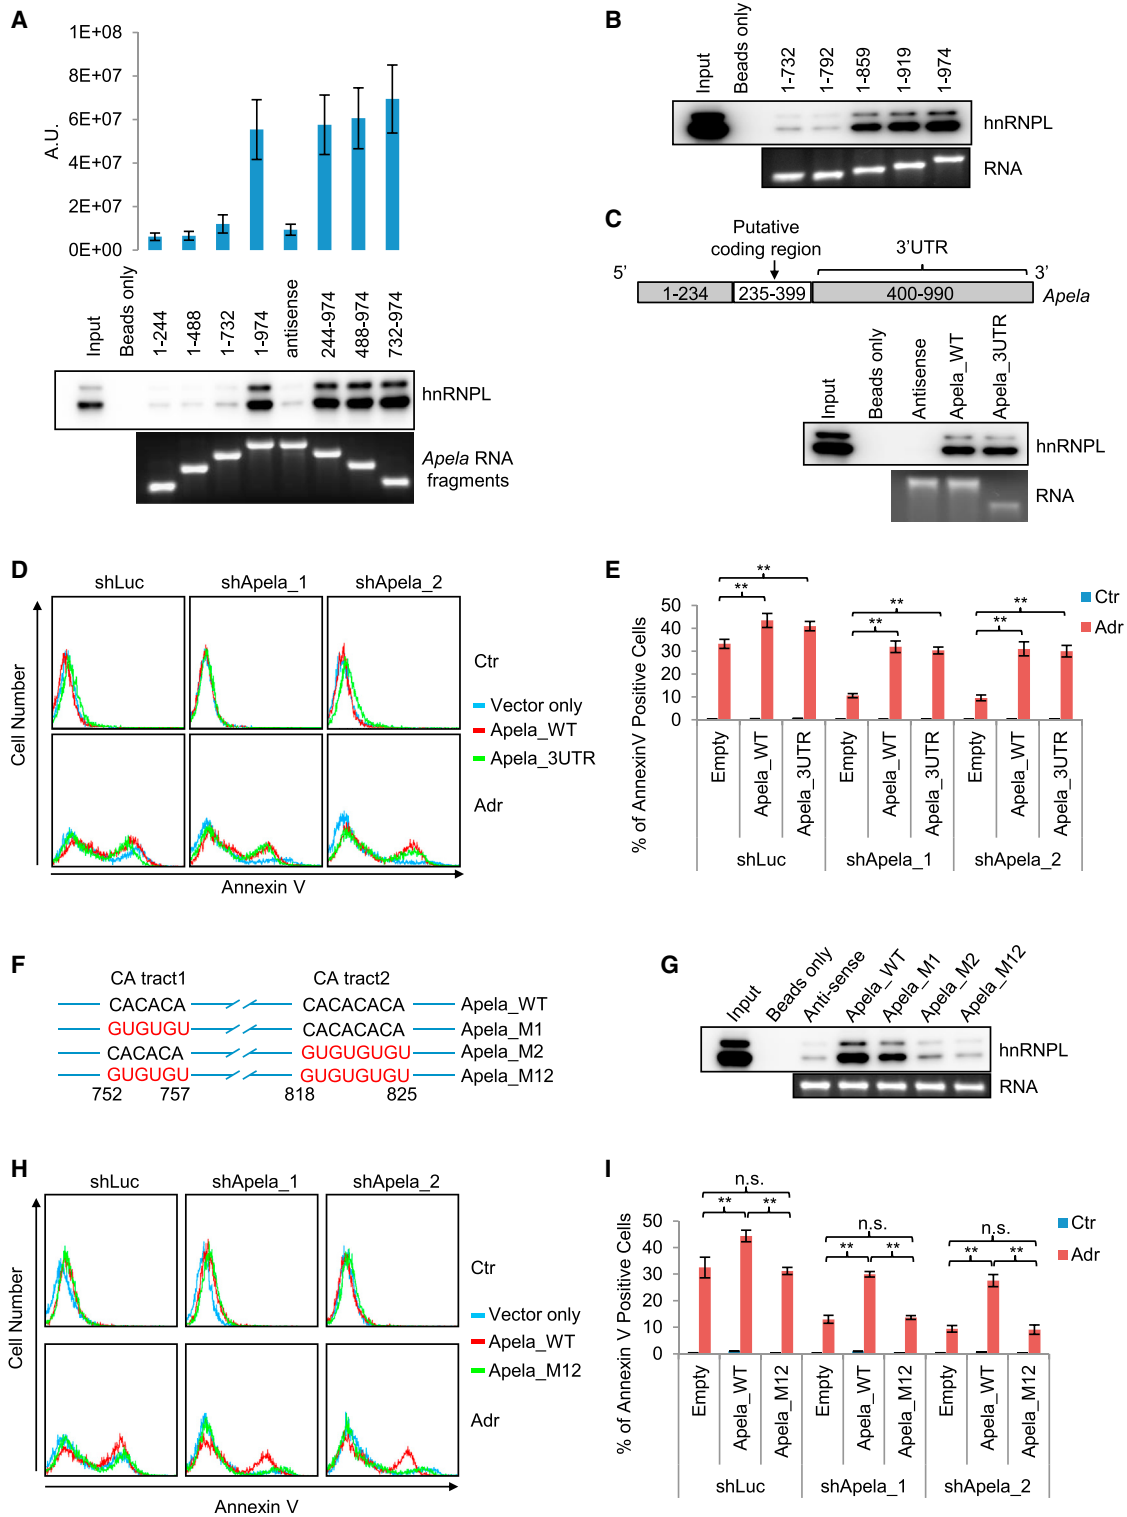 A
1E+08
8E+07
6E+07
4E+07
2E+07
0E+00
A.U.
Input
Beads only
1-244
1-488
1-732
1-974
antisense
244-974
488-974
732-974
hnRNPL
Apela RNA
fragments
B
Input
Beads only
1-732
1-792
1-859
1-919
1-974
hnRNPL
RNA
C
Putative
coding region
3'UTR
5'
3'
1-234
235-399
400-990
Apela
Input
Beads only
Antisense
Apela_WT
Apela_3UTR
hnRNPL
RNA
D
shLuc
shApela_1
shApela_2
Cell Number
Ctr
Vector only
Apela_WT
Apela_3UTR
Adr
Annexin V
E
% of AnnexinV Positive Cells
50
40
30
20
10
0
**
**
**
**
**
**
Ctr
Adr
Empty
Apela_WT
Apela_3UTR
Empty
Apela_WT
Apela_3UTR
Empty
Apela_WT
Apela_3UTR
shLuc
shApela_1
shApela_2
F
CA tract1
CA tract2
CACACA
CACACACA
Apela_WT
GUGUGU
CACACACA
Apela_M1
CACACA
GUGUGUGU
Apela_M2
GUGUGU
GUGUGUGU
Apela_M12
752
757
818
825
G
Input
Beads only
Anti-sense
Apela_WT
Apela_M1
Apela_M2
Apela_M12
hnRNPL
RNA
H
shLuc
shApela_1
shApela_2
Cell Number
Ctr
Vector only
Apela_WT
Apela_M12
Adr
Annexin V
I
% of Annexin V Positive Cells
50
40
30
20
10
0
n.s.
**
**
n.s.
**
**
n.s.
**
**
Ctr
Adr
Empty
Apela_WT
Apela_M12
Empty
Apela_WT
Apela_M12
Empty
Apela_WT
Apela_M12
shLuc
shApela_1
shApela_2